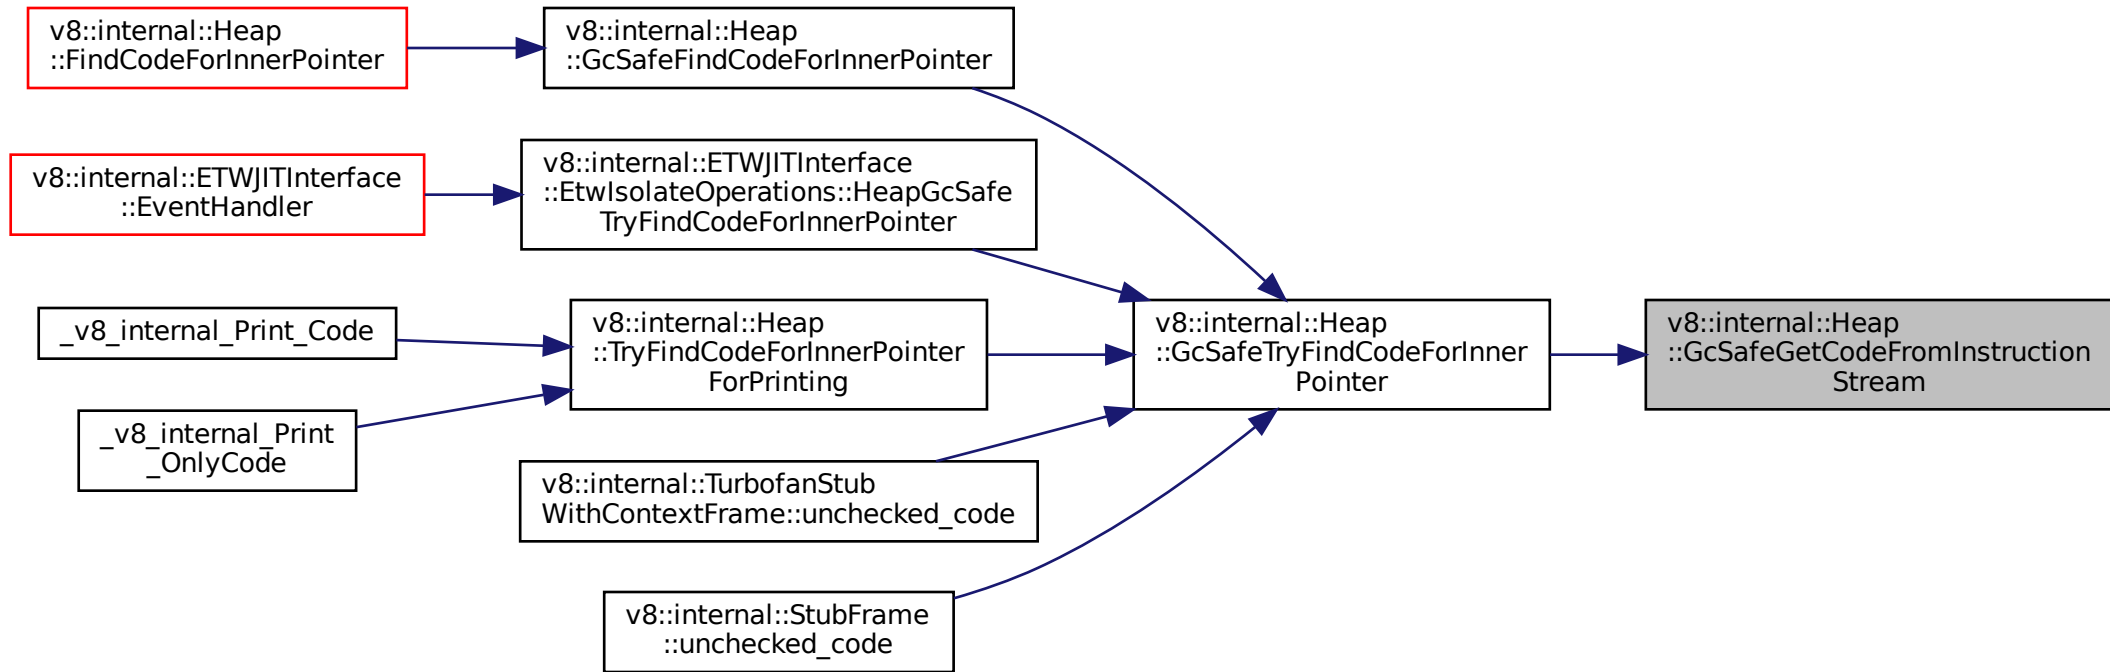 v8::internal::Heap
::FindCodeForInnerPointer
v8::internal::Heap
::GcSafeFindCodeForInnerPointer
v8::internal::ETWJITInterface
::EventHandler
v8::internal::ETWJITInterface
::EtwIsolateOperations::HeapGcSafe
TryFindCodeForInnerPointer
_v8_internal_Print_Code
_v8_internal_Print
_OnlyCode
v8::internal::Heap
::TryFindCodeForInnerPointer
ForPrinting
v8::internal::TurbofanStub
WithContextFrame::unchecked_code
v8::internal::StubFrame
::unchecked_code
v8::internal::Heap
::GcSafeTryFindCodeForInner
Pointer
v8::internal::Heap
::GcSafeGetCodeFromInstruction
Stream